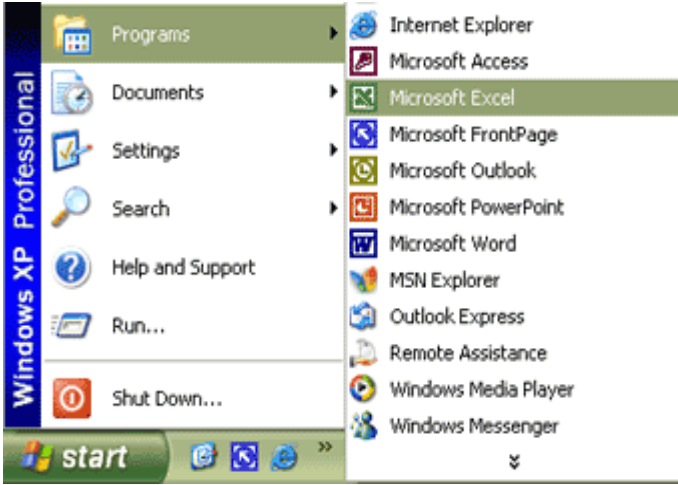 Windows XP Professional
Programs
Documents
Settings
Search
Help and Support
Run...
Shut Down...
start
Internet Explorer
Microsoft Access
Microsoft Excel
Microsoft FrontPage
Microsoft Outlook
Microsoft PowerPoint
Microsoft Word
MSN Explorer
Outlook Express
Remote Assistance
Windows Media Player
Windows Messenger